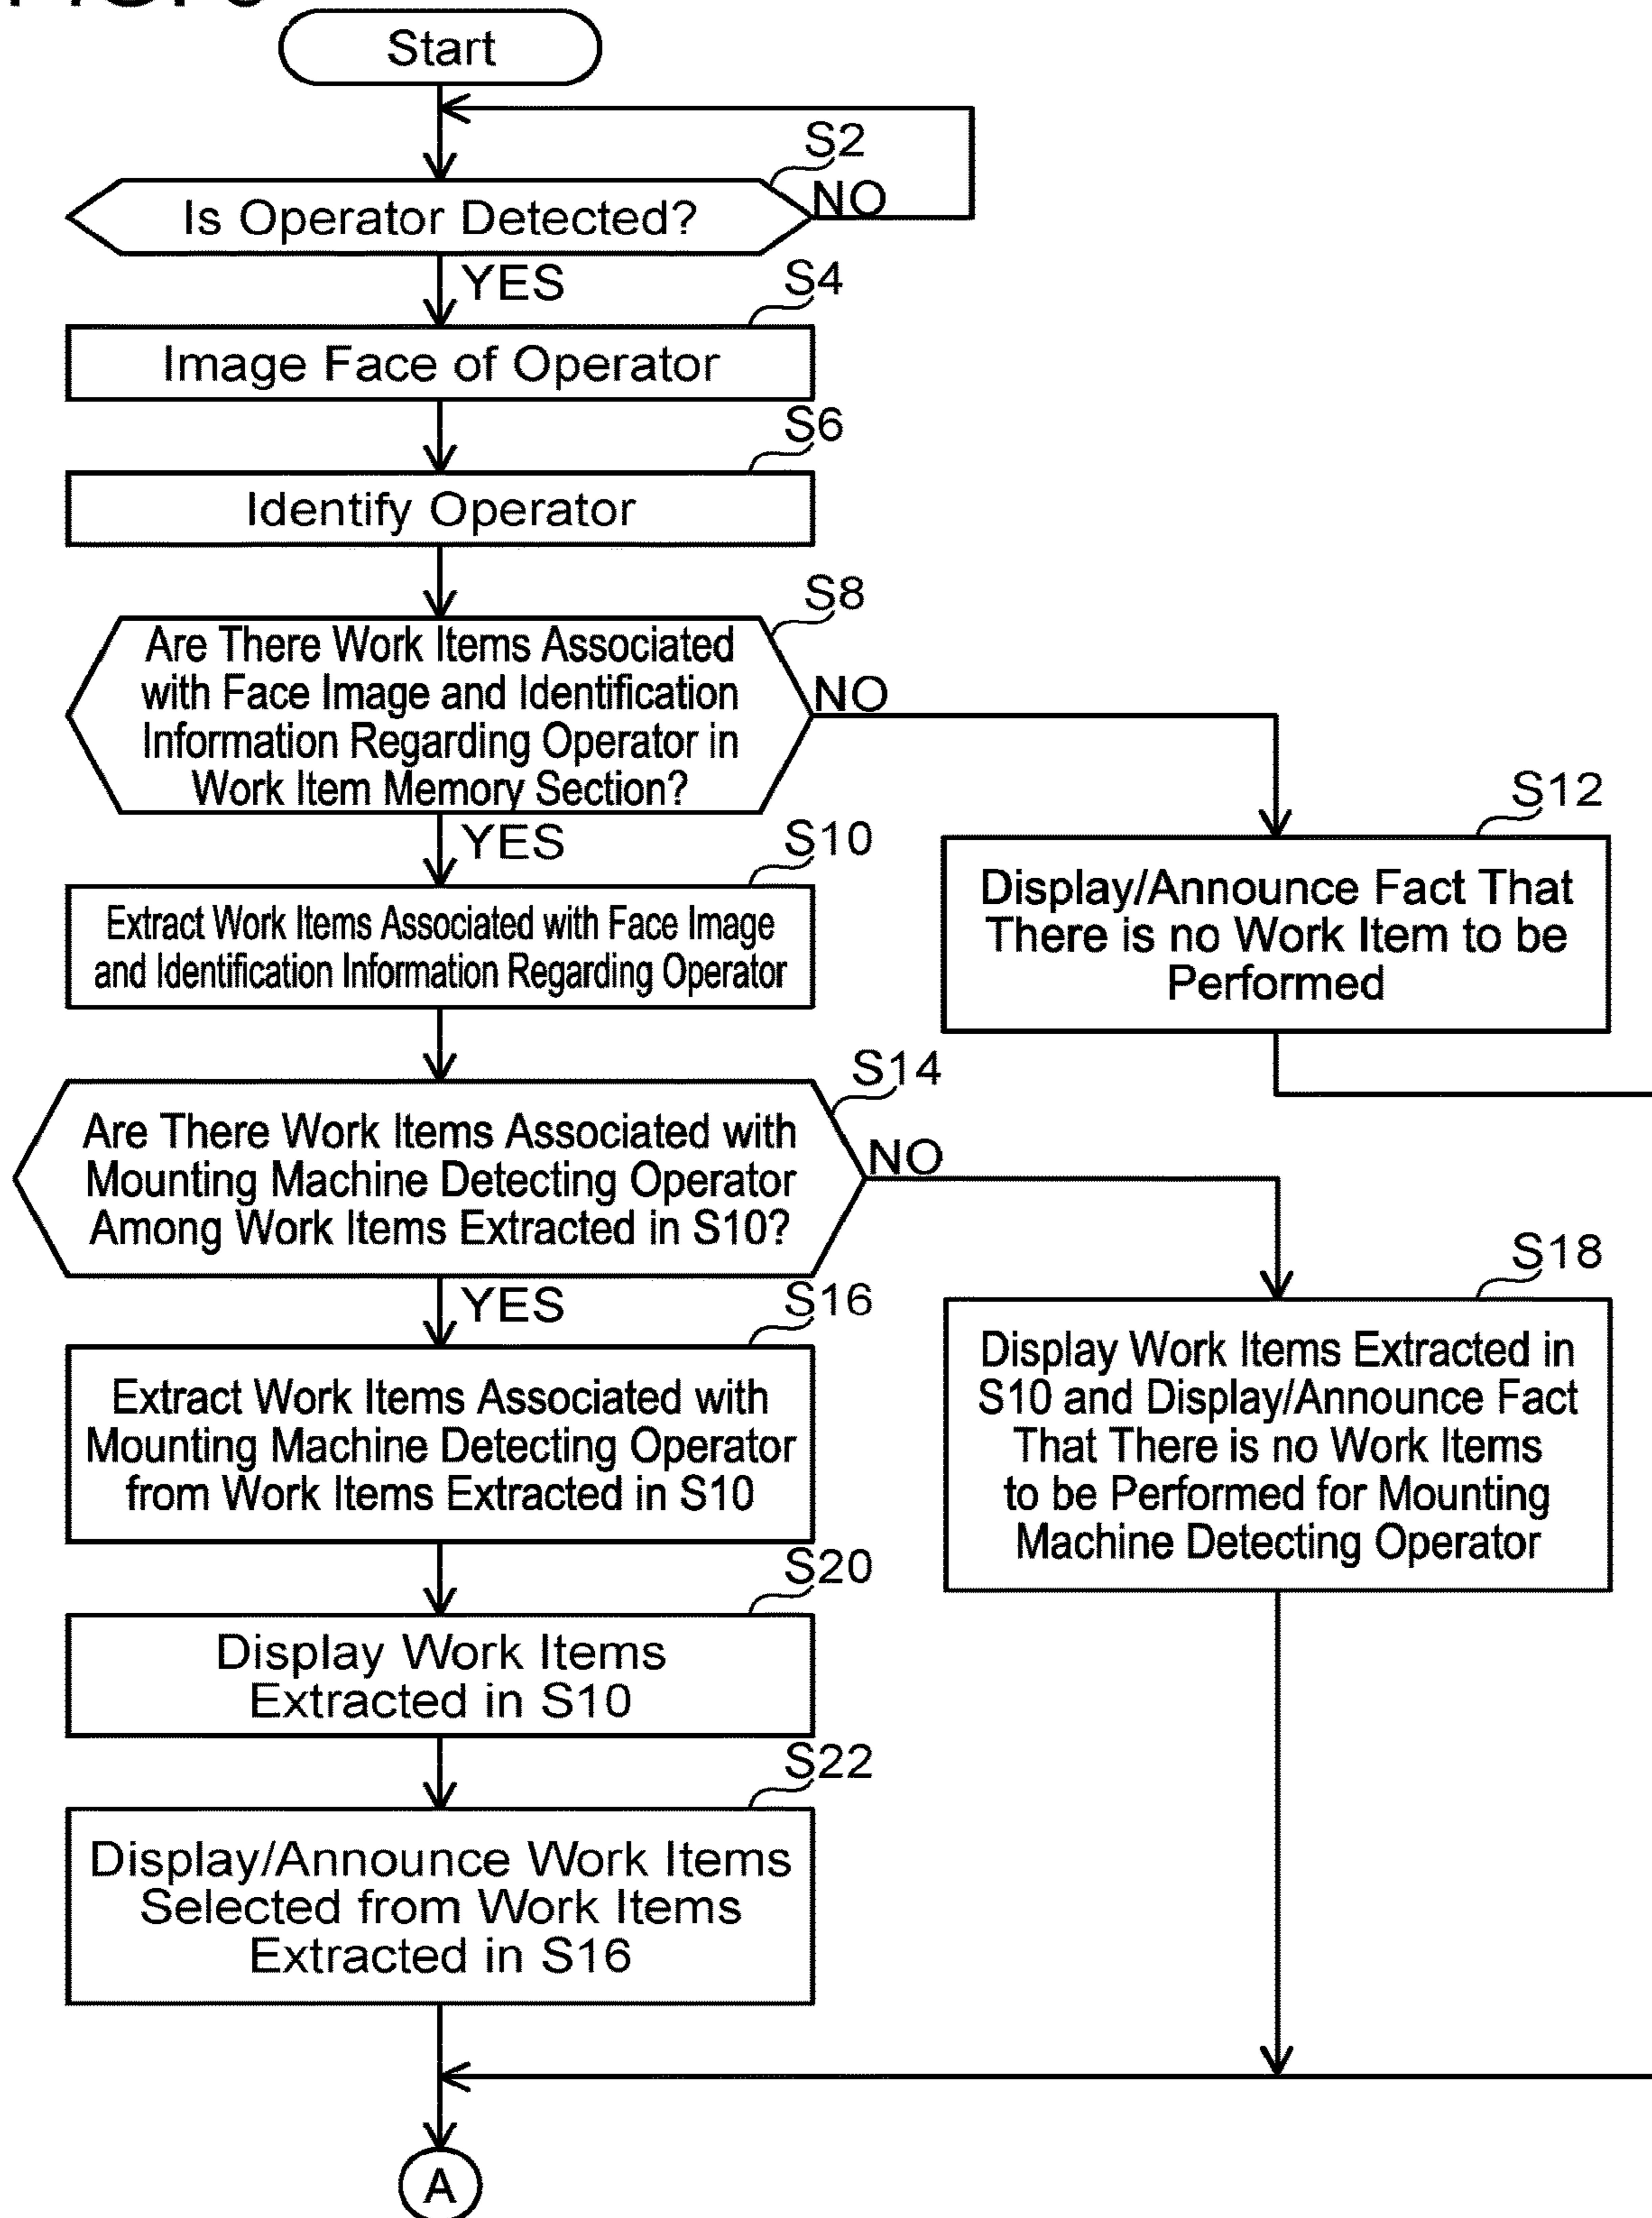 Start
S2
Is Operator Detected?
NO
YES
S4
Image Face of Operator
S6
Identify Operator
S8
Are There Work Items Associated
with Face Image and Identification
Information Regarding Operator in
Work Item Memory Section?
NO
YES
S10
Extract Work Items Associated with Face Image
and Identification Information Regarding Operator
S12
Display/Announce Fact That
There is no Work Item to be
Performed
S14
Are There Work Items Associated with
Mounting Machine Detecting Operator
Among Work Items Extracted in S10?
NO
YES
S16
Extract Work Items Associated with
Mounting Machine Detecting Operator
from Work Items Extracted in S10
S18
Display Work Items Extracted in
S10 and Display/Announce Fact
That There is no Work Items
to be Performed for Mounting
Machine Detecting Operator
S20
Display Work Items
Extracted in S10
S22
Display/Announce Work Items
Selected from Work Items
Extracted in S16
A